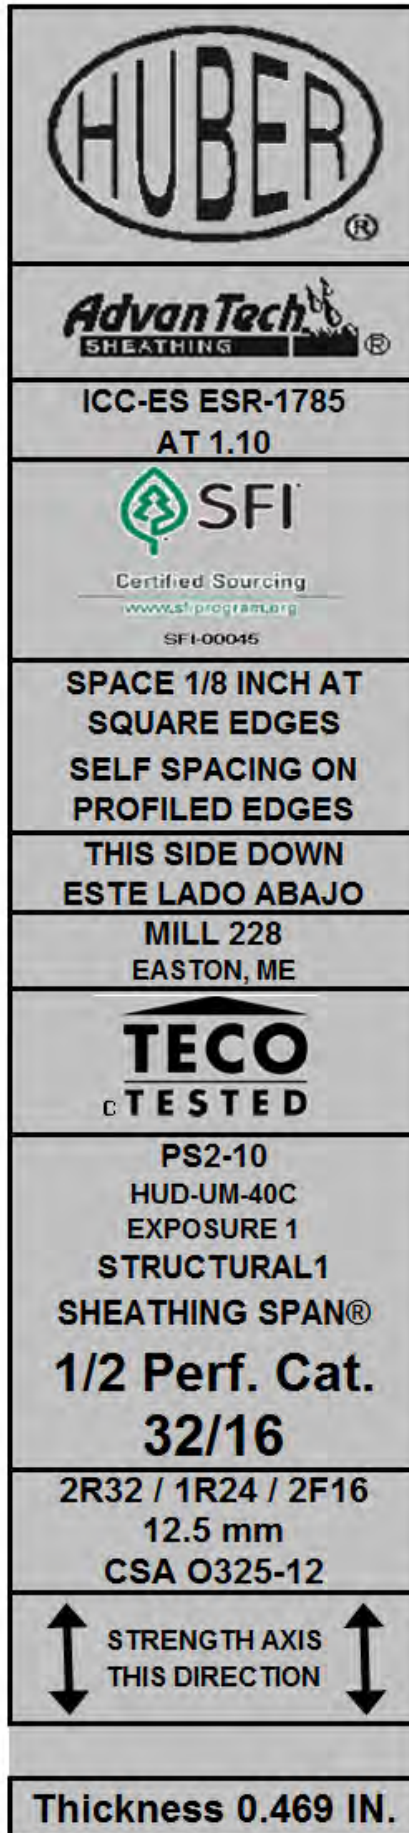 HUBER
®
AdvanTech
SHEATHING ®
ICC-ES ESR-1785
AT 1.10
SFI
Certified Sourcing
www.sfiprogram.org
SFI-00045
SPACE 1/8 INCH AT
SQUARE EDGES
SELF SPACING ON
PROFILED EDGES
THIS SIDE DOWN
ESTE LADO ABAJO
MILL 228
EASTON, ME
TECO
C TESTED
PS2-10
HUD-UM-40C
EXPOSURE 1
STRUCTURAL1
SHEATHING SPAN®
1/2 Perf. Cat.
32/16
2R32 / 1R24 / 2F16
12.5 mm
CSA O325-12
STRENGTH AXIS
THIS DIRECTION
Thickness 0.469 IN.